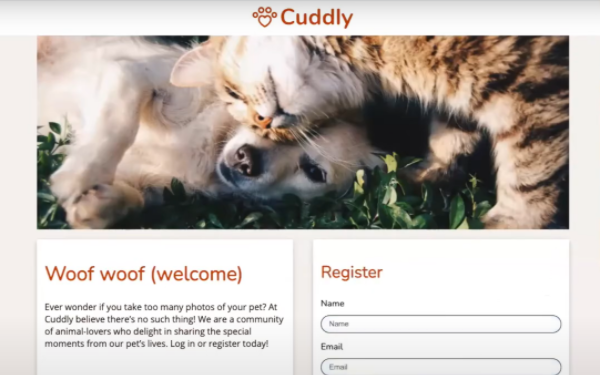 Cuddly
Woof woof (welcome)
Ever wonder if you take too many photos of your pet? At
Cuddly believe there's no such thing! We are a community
of animal-lovers who delight in sharing the special
moments from our pet's lives. Log in or register today!
Register
Name
Name
Email
Email